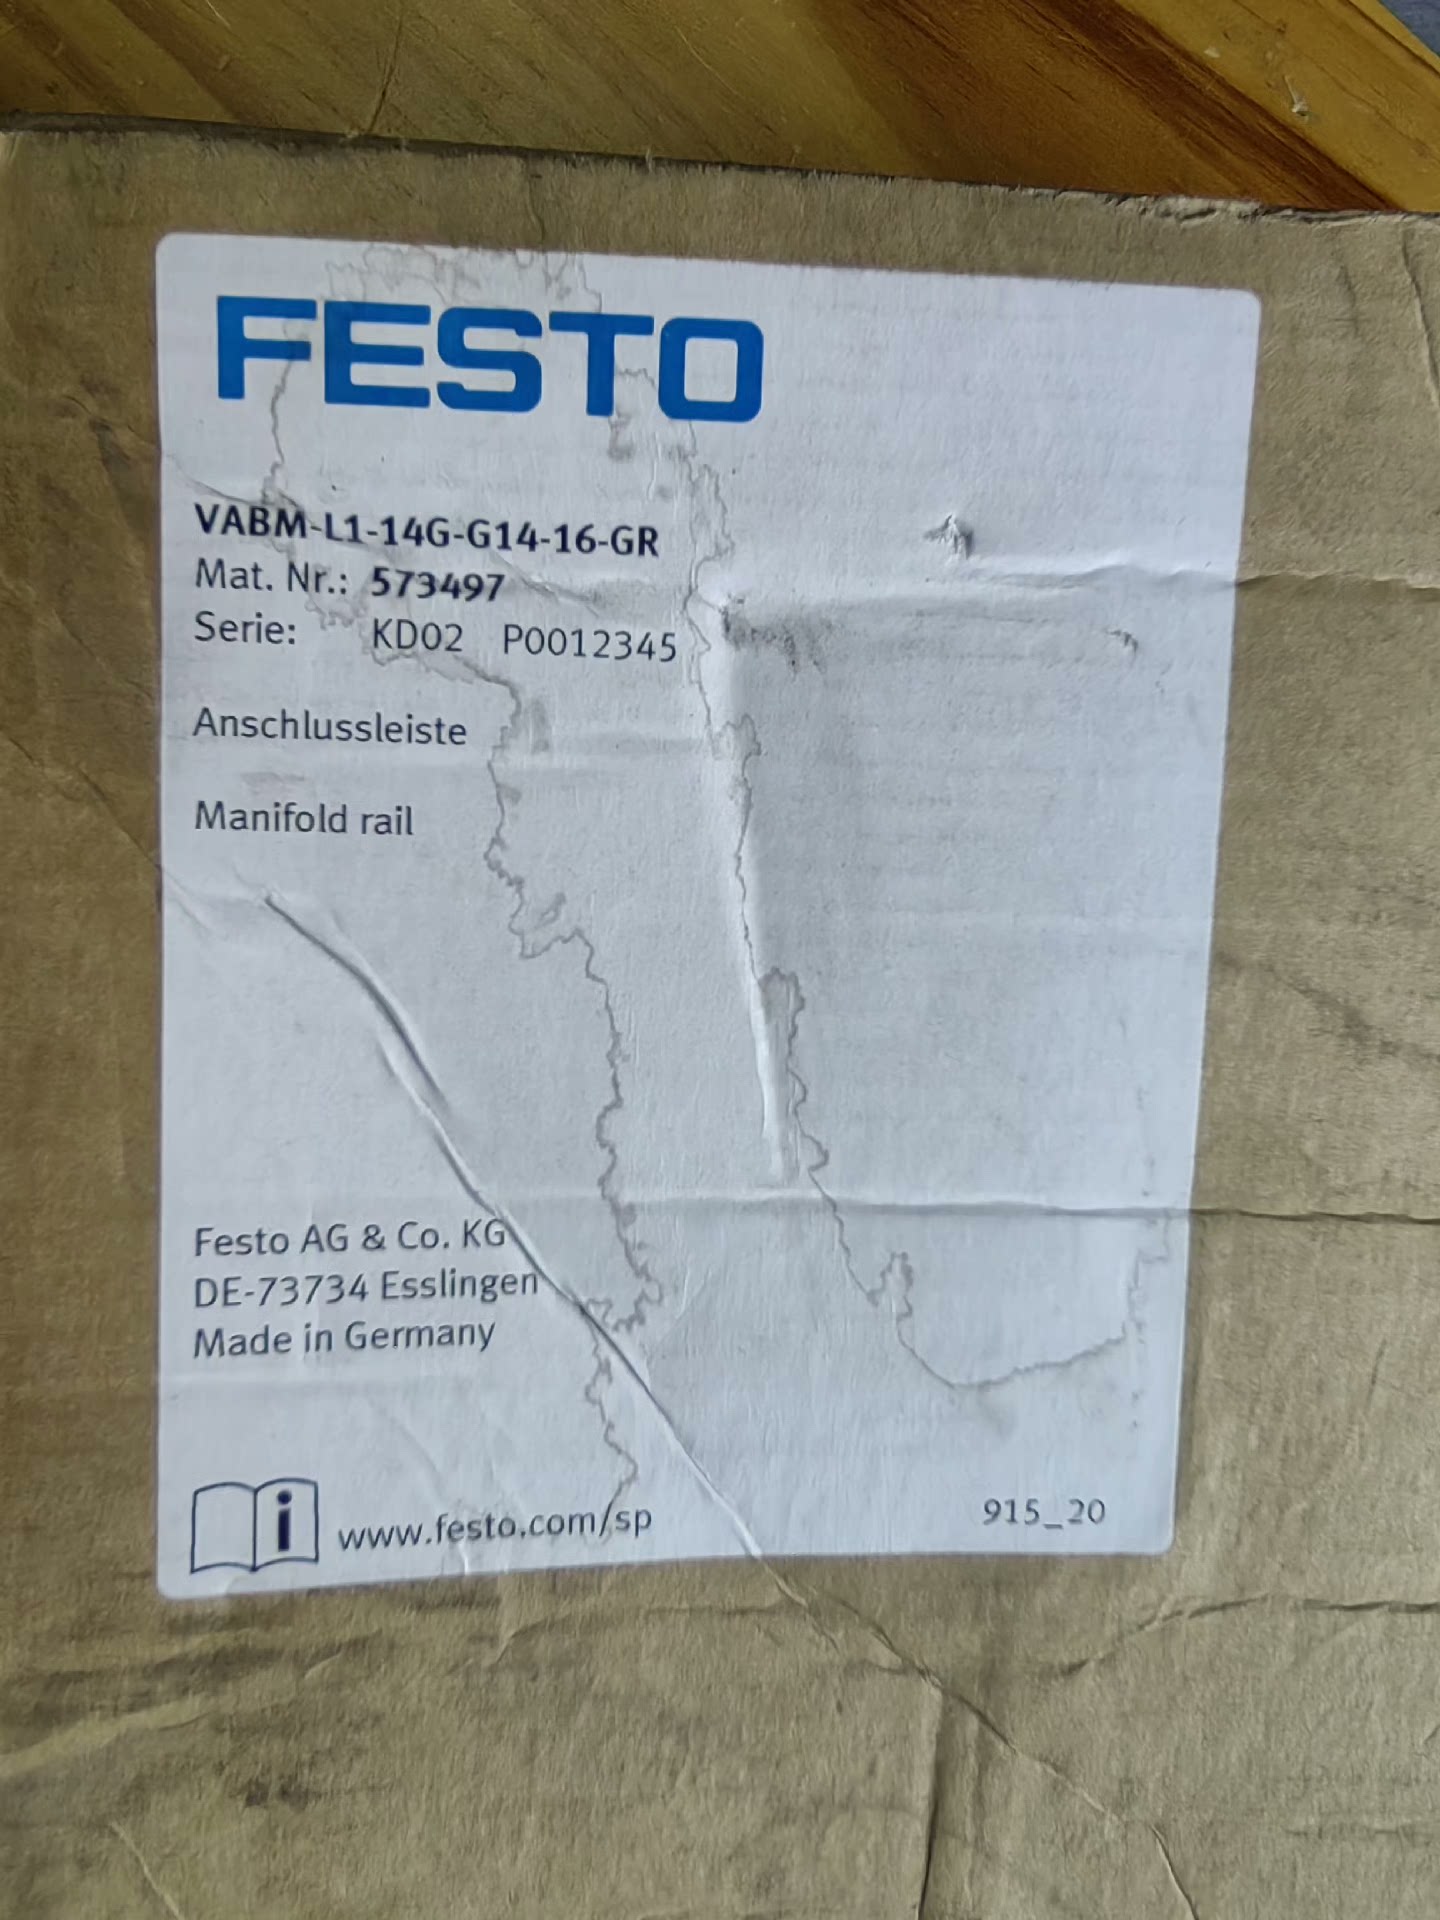 FESTO
VABM-L1-14G-G14-16-GR
Mat. Nr.: 573497
Serie: KD02 P0012345
Anschlussleiste
Manifold rail
Festo AG & Co. KG
DE-73734 Esslingen
Made in Germany
i www.festo.com/sp
915_20